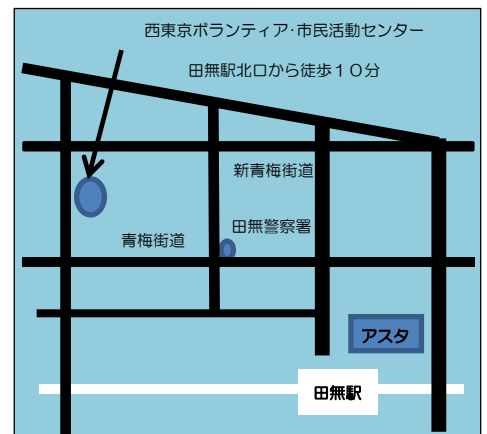 西東京ボランティア･市民活動センター
田無駅北口から徒歩１０分
新青梅街道
田無警察署
青梅街道
アスタ
田無駅